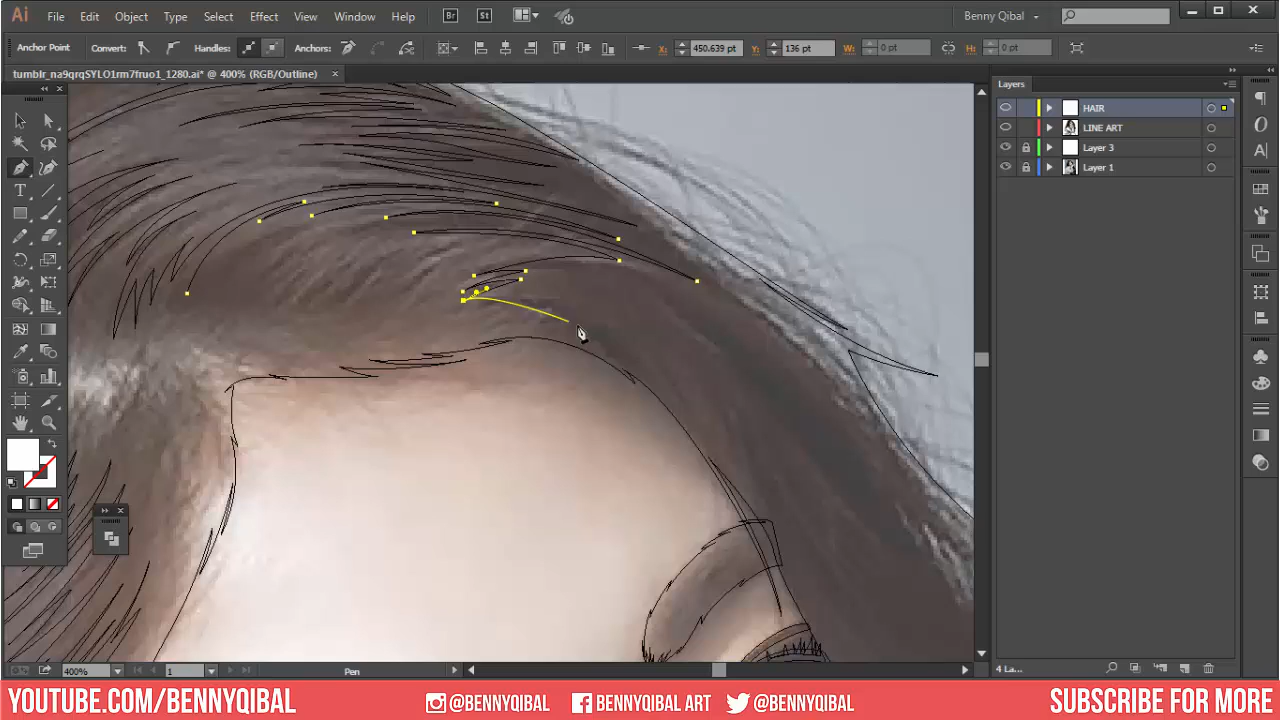 Ai File Edit Object Type Select Effect View Window Help Br St Benny Qibal
Anchor Point Convert: Handles: Anchors: X: 450.639 pt Y: 136 pt W: 0 pt H: 0 pt
tumblr_na9qrqSYLO1rm7fruo1_1280.ai* @ 400% (RGB/Outline) ×
Layers
HAIR
LINE ART
Layer 3
Layer 1
400% 1 Pen 4 La...
YOUTUBE.COM/BENNYQIBAL @BENNYQIBAL BENNYQIBAL ART @BENNYQIBAL SUBSCRIBE FOR MORE